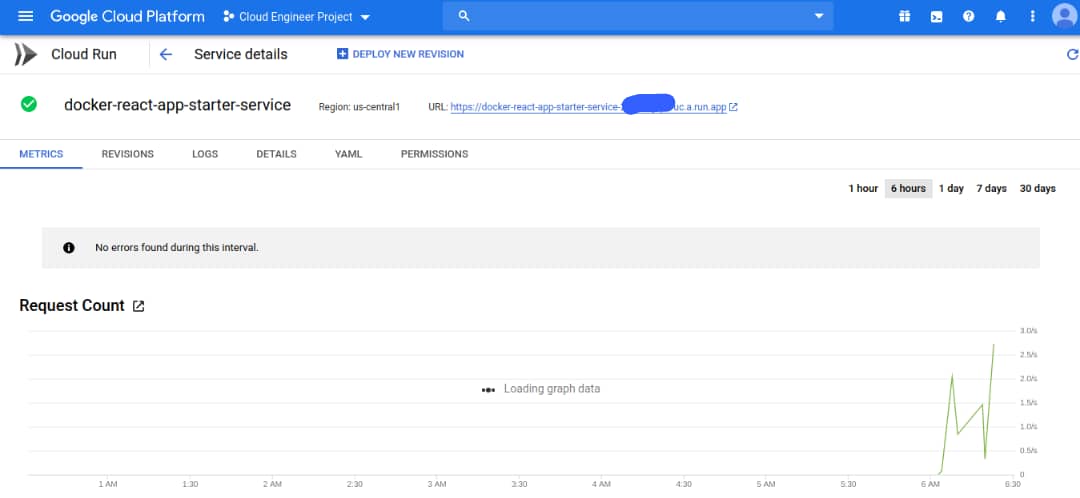 Google Cloud Platform Cloud Engineer Project
Cloud Run Service details DEPLOY NEW REVISION
docker-react-app-starter-service Region: us-central1 URL: https://docker-react-app-starter-service- uc.a.run.app
METRICS REVISIONS LOGS DETAILS YAML PERMISSIONS
1 hour 6 hours 1 day 7 days 30 days
No errors found during this interval.
Request Count
3.0/s
2.5/s
Loading graph data
2.0/s
1.5/s
1.0/s
0.5/s
0
1 AM 1:30 2 AM 2:30 3 AM 3:30 4 AM 4:30 5 AM 5:30 6 AM 6:30